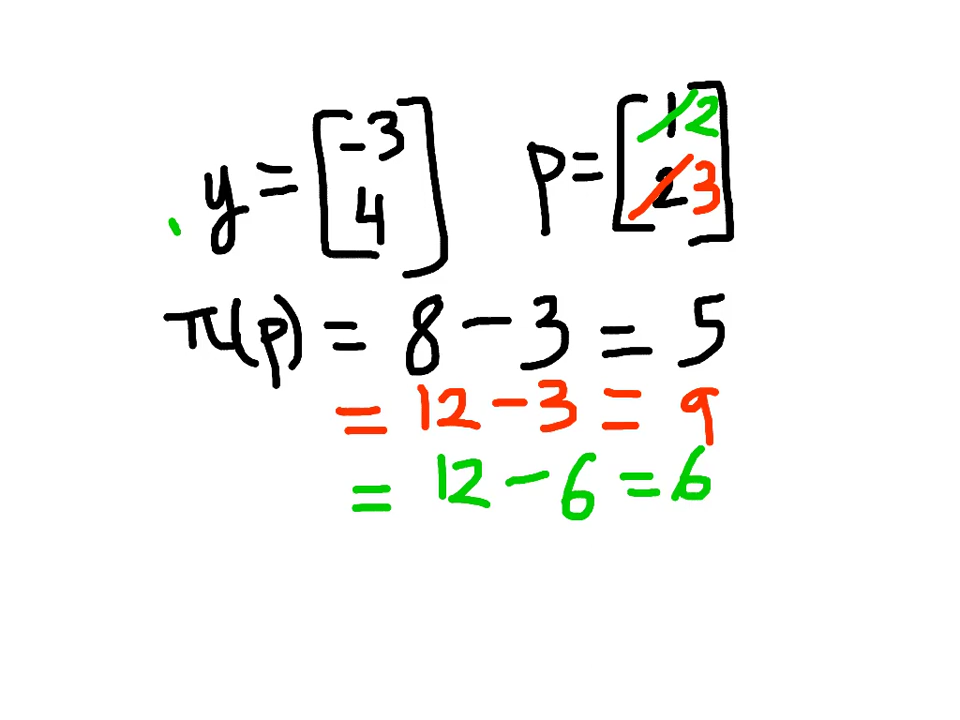 y = [-3 4] p = [1 2 2 3]
π(p) = 8 - 3 = 5
= 12 - 3 = 9
= 12 - 6 = 6